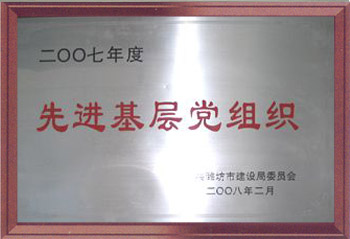 二〇〇七年度
先进基层党组织
潍坊市建设局委员会
二〇〇八年二月